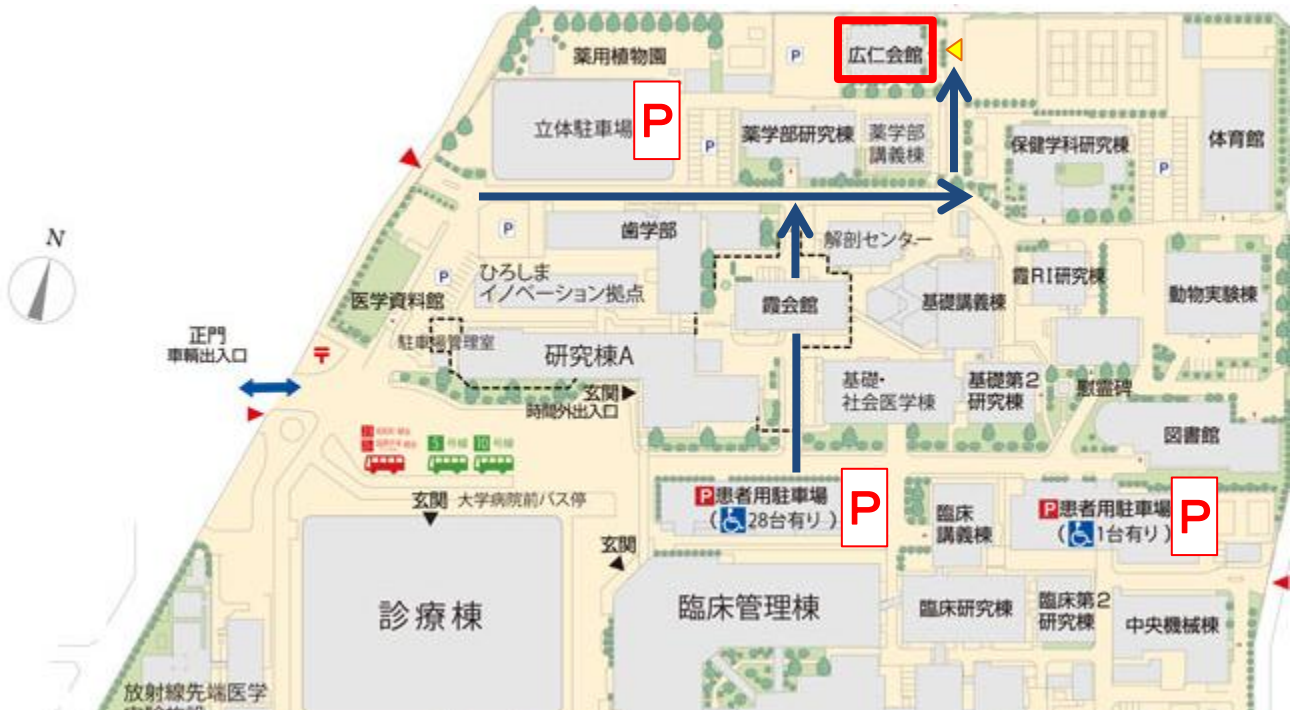 薬用植物園
P
広仁会館
立体駐車場
P
P
薬学部研究棟
薬学部
講義棟
保健学科研究棟
P
体育館
N
P
歯学部
解剖センター
P
ひろしま
イノベーション拠点
医学資料館
霞会館
基礎講義棟
霞RI研究棟
動物実験棟
正門
車輌出入口
〒
駐車場管理室
研究棟A
玄関
時間外出入口
基礎・
社会医学棟
基礎第2
研究棟
慰霊碑
図書館
5号線
10号線
玄関
大学病院前バス停
P患者用駐車場
(28台有り)
P
臨床
講義棟
P患者用駐車場
(1台有り)
P
玄関
診療棟
臨床管理棟
臨床研究棟
臨床第2
研究棟
中央機械棟
放射線先端医学